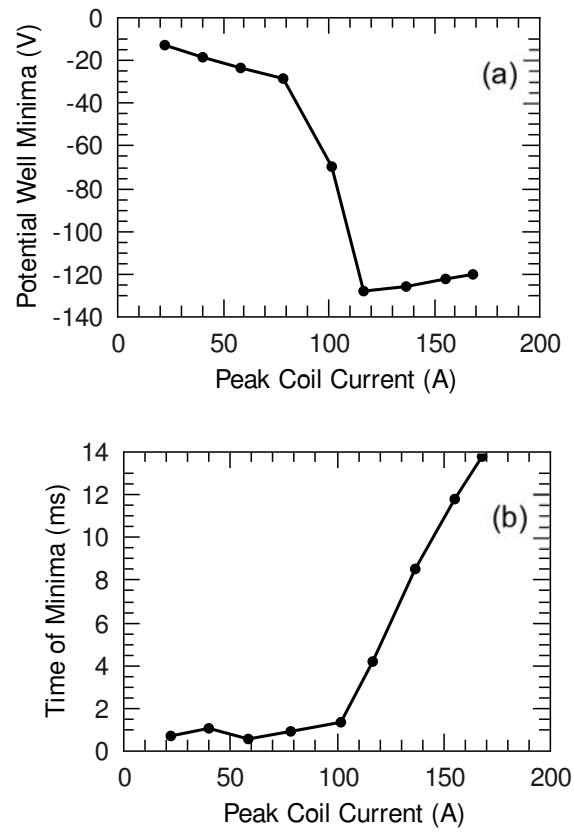 0
-20
-40
-60
-80
-100
-120
-140
Potential Well Minima (V)
(a)
0 50 100 150 200
Peak Coil Current (A)
14
12
10
8
6
4
2
0
Time of Minima (ms)
(b)
0 50 100 150 200
Peak Coil Current (A)